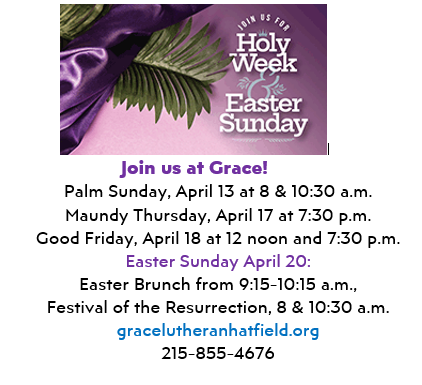 JOIN US FOR
Holy
Week
&
Easter
Sunday
Join us at Grace!
Palm Sunday, April 13 at 8 & 10:30 a.m.
Maundy Thursday, April 17 at 7:30 p.m.
Good Friday, April 18 at 12 noon and 7:30 p.m.
Easter Sunday April 20:
Easter Brunch from 9:15-10:15 a.m.,
Festival of the Resurrection, 8 & 10:30 a.m.
gracelutheranhatfield.org
215-855-4676